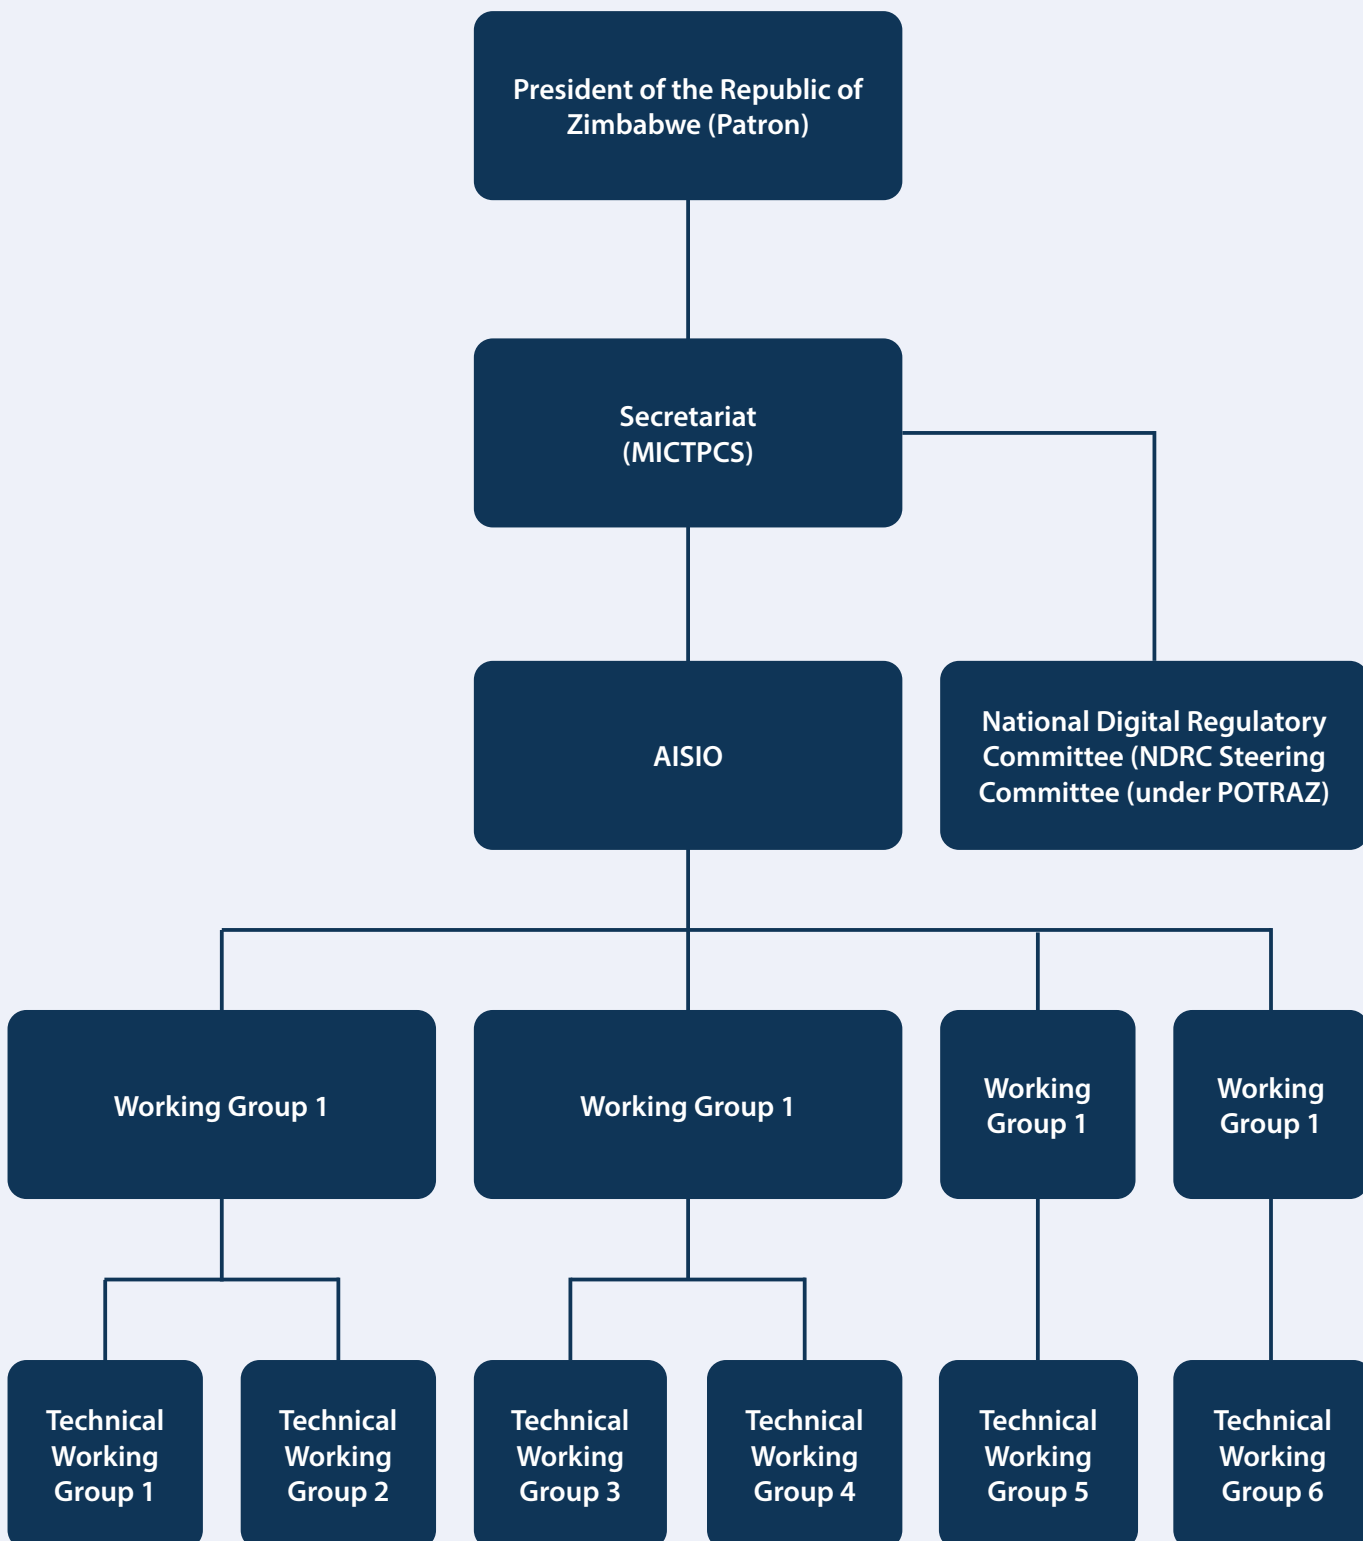 President of the Republic of
Zimbabwe (Patron)
Secretariat
(MICTPCS)
AISIO
National Digital Regulatory
Committee (NDRC Steering
Committee (under POTRAZ)
Working Group 1
Working Group 1
Working
Group 1
Working
Group 1
Technical
Working
Group 1
Technical
Working
Group 2
Technical
Working
Group 3
Technical
Working
Group 4
Technical
Working
Group 5
Technical
Working
Group 6